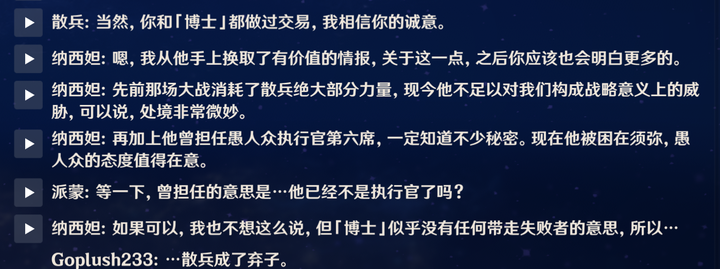 散兵: 当然, 你和「博士」都做过交易, 我相信你的诚意。
纳西妲: 嗯, 我从他手上换取了有价值的情报, 关于这一点, 之后你应该也会明白更多的。
纳西妲: 先前那场大战消耗了散兵绝大部分力量, 现今他不足以对我们构成战略意义上的威
胁, 可以说, 处境非常微妙。
纳西妲: 再加上他曾担任愚人众执行官第六席, 一定知道不少秘密。现在他被困在须弥, 愚
人众的态度值得在意。
派蒙: 等一下, 曾担任的意思是…他已经不是执行官了吗?
纳西妲: 如果可以, 我也不想这么说, 但「博士」似乎没有任何带走失败者的意思, 所以…
Goplush233: …散兵成了弃子。